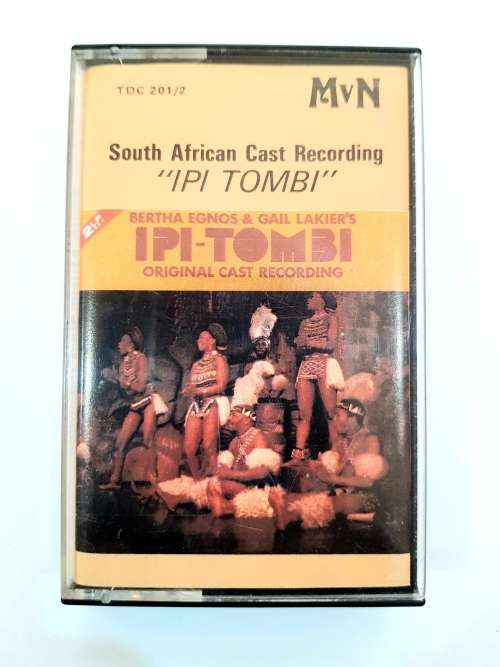 TDC 201/2
MvN
South African Cast Recording
"IPI TOMBI"
BERTHA EGNOS & GAIL LAKIER'S
IPI-TOMBI
ORIGINAL CAST RECORDING